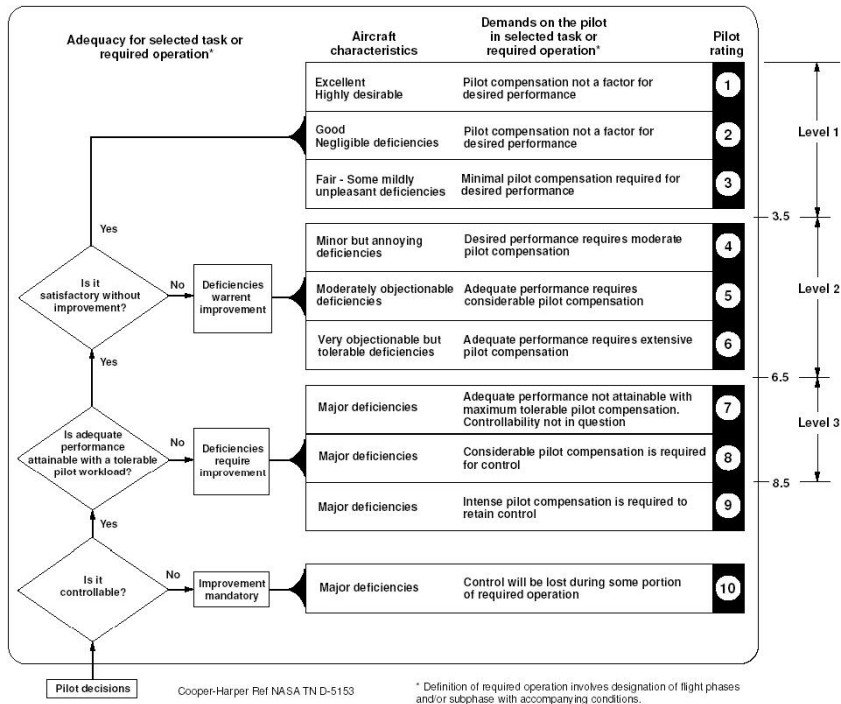 Adequacy for selected task or
required operation*
Aircraft
characteristics
Demands on the pilot
in selected task or
required operation*
Pilot
rating
Excellent
Highly desirable
Pilot compensation not a factor for
desired performance
1
Good
Negligible deficiencies
Pilot compensation not a factor for
desired performance
2
Fair - Some mildly
unpleasant deficiencies
Minimal pilot compensation required for
desired performance
3
Level 1
3.5
Yes
Is it
satisfactory without
improvement?
No
Deficiencies
warrent
improvement
Minor but annoying
deficiencies
Desired performance requires moderate
pilot compensation
4
Moderately objectionable
deficiencies
Adequate performance requires
considerable pilot compensation
5
Very objectionable but
tolerable deficiencies
Adequate performance requires extensive
pilot compensation
6
Level 2
6.5
Yes
Is adequate
performance
attainable with a tolerable
pilot workload?
No
Deficiencies
require
improvement
Major deficiencies
Adequate performance not attainable with
maximum tolerable pilot compensation.
Controllability not in question
7
Major deficiencies
Considerable pilot compensation is required
for control
8
Major deficiencies
Intense pilot compensation is required to
retain control
9
Level 3
8.5
Yes
Is it
controllable?
No
Improvement
mandatory
Major deficiencies
Control will be lost during some portion
of required operation
10
Pilot decisions
Cooper-Harper Ref NASA TN D-5153
* Definition of required operation involves designation of flight phases
and/or subphase with accompanying conditions.